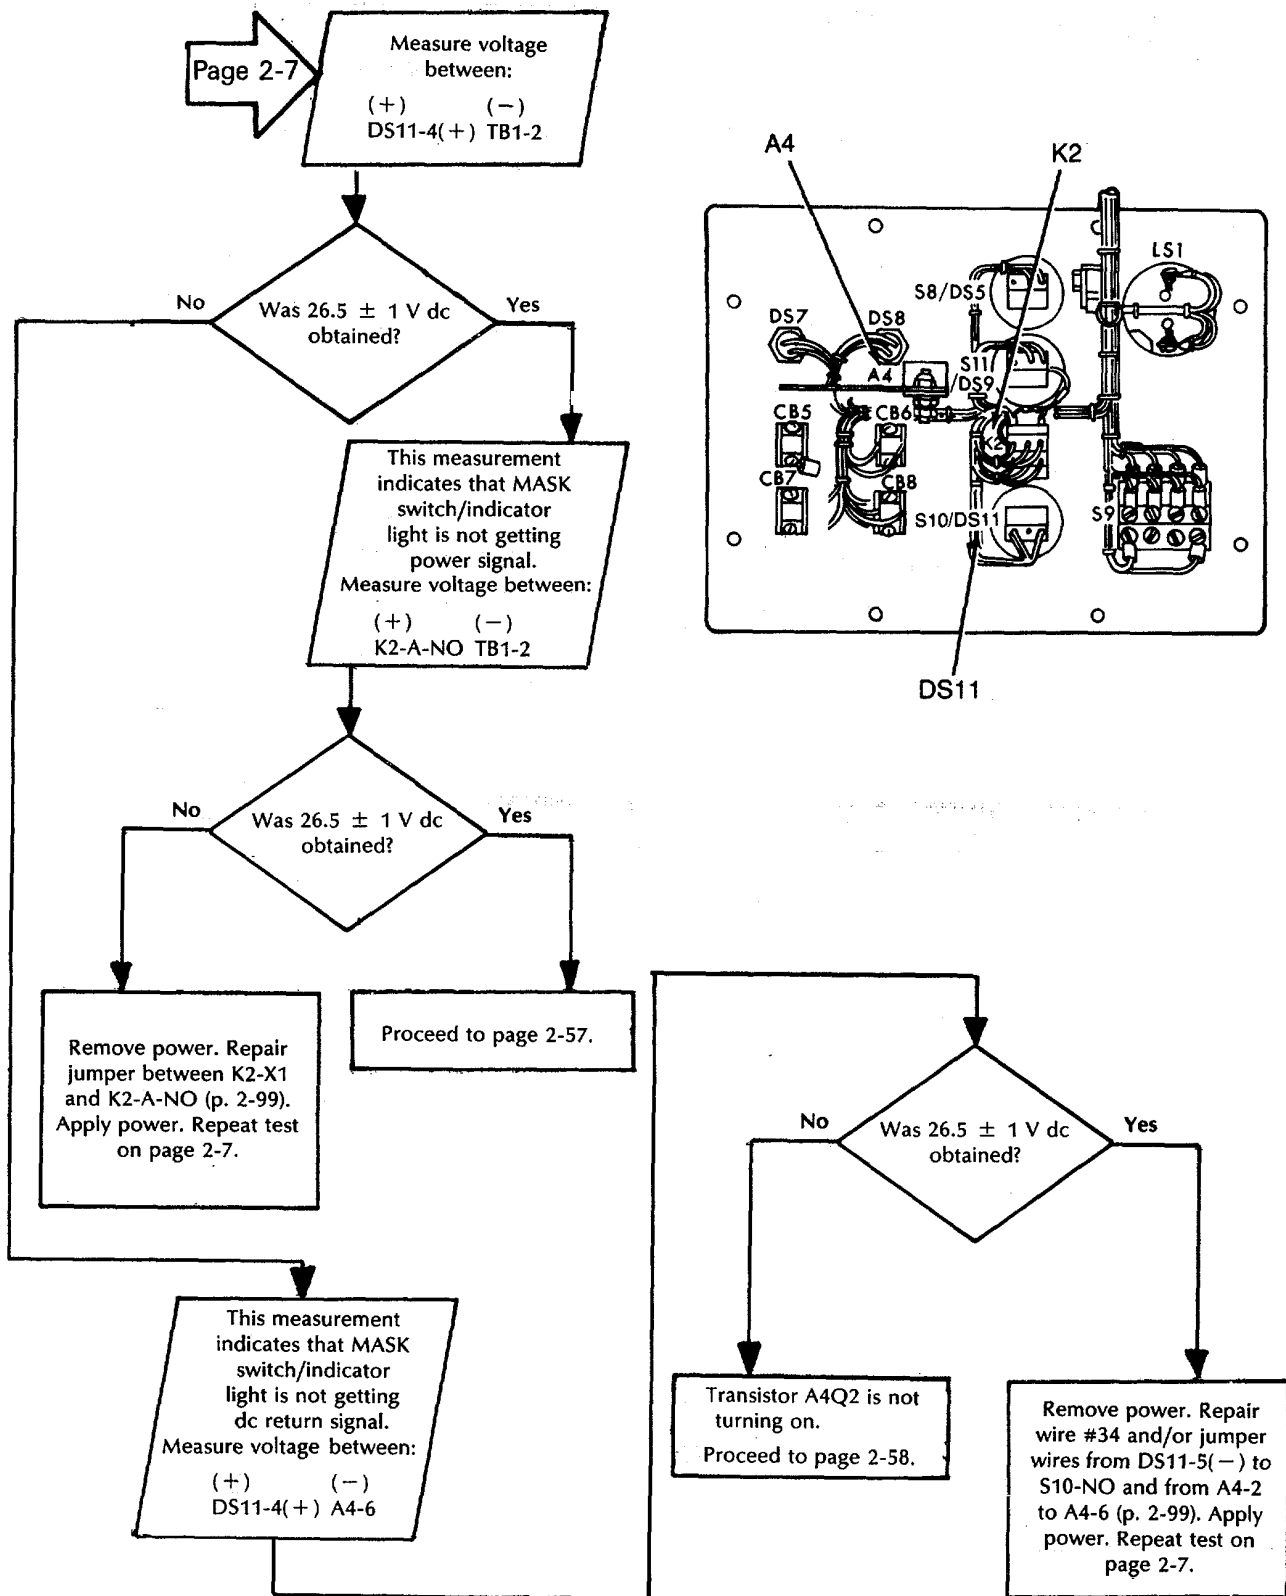 Page 2-7
Measure voltage
between:
(+) (−)
DS11-4(+) TB1-2
No
Was 26.5 ± 1 V dc
obtained?
Yes
This measurement
indicates that MASK
switch/indicator
light is not getting
power signal.
Measure voltage between:
(+) (−)
K2-A-NO TB1-2
No
Was 26.5 ± 1 V dc
obtained?
Yes
Remove power. Repair
jumper between K2-X1
and K2-A-NO (p. 2-99).
Apply power. Repeat test
on page 2-7.
Proceed to page 2-57.
This measurement
indicates that MASK
switch/indicator
light is not getting
dc return signal.
Measure voltage between:
(+) (−)
DS11-4(+) A4-6
A4
K2
LS1
S8/DS5
DS7
DS8
A4
S11
/DS9
CB5
CB6
K2
CB7
CB8
S10/DS11
S9
DS11
No
Was 26.5 ± 1 V dc
obtained?
Yes
Transistor A4Q2 is not
turning on.
Proceed to page 2-58.
Remove power. Repair
wire #34 and/or jumper
wires from DS11-5(−) to
S10-NO and from A4-2
to A4-6 (p. 2-99). Apply
power. Repeat test on
page 2-7.